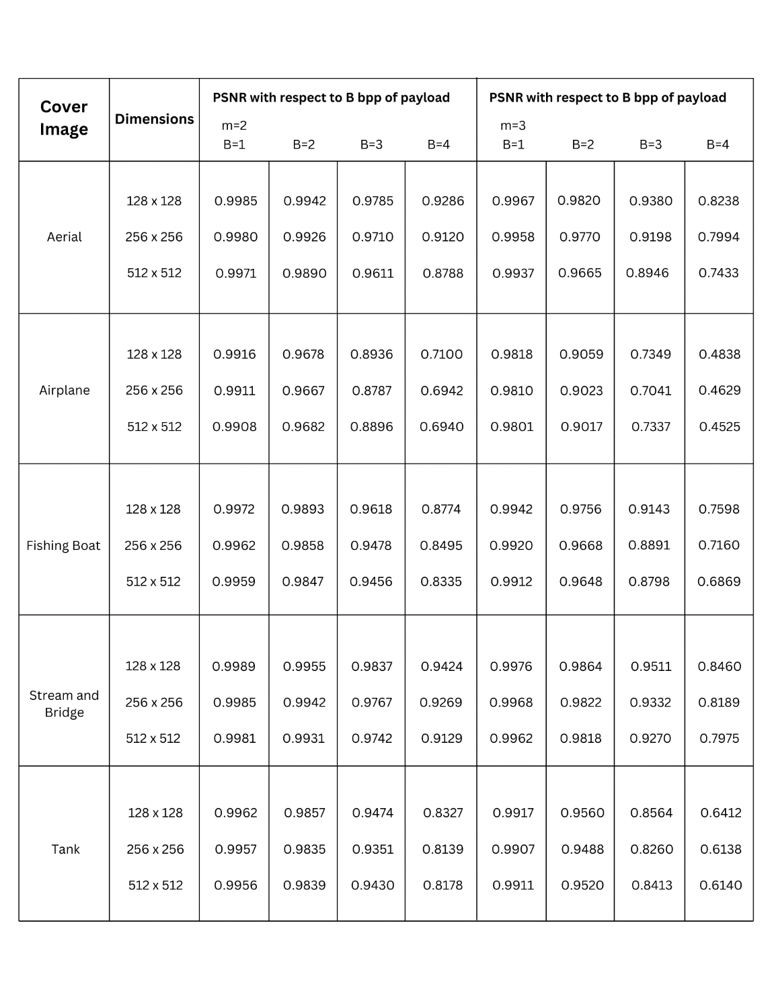 Cover Image Dimensions PSNR with respect to B bpp of payload PSNR with respect to B bpp of payload
m=2 m=3
B=1 B=2 B=3 B=4 B=1 B=2 B=3 B=4
128 x 128 0.9985 0.9942 0.9785 0.9286 0.9967 0.9820 0.9380 0.8238
Aerial 256 x 256 0.9980 0.9926 0.9710 0.9120 0.9958 0.9770 0.9198 0.7994
512 x 512 0.9971 0.9890 0.9611 0.8788 0.9937 0.9665 0.8946 0.7433
128 x 128 0.9916 0.9678 0.8936 0.7100 0.9818 0.9059 0.7349 0.4838
Airplane 256 x 256 0.9911 0.9667 0.8787 0.6942 0.9810 0.9023 0.7041 0.4629
512 x 512 0.9908 0.9682 0.8896 0.6940 0.9801 0.9017 0.7337 0.4525
128 x 128 0.9972 0.9893 0.9618 0.8774 0.9942 0.9756 0.9143 0.7598
Fishing Boat 256 x 256 0.9962 0.9858 0.9478 0.8495 0.9920 0.9668 0.8891 0.7160
512 x 512 0.9959 0.9847 0.9456 0.8335 0.9912 0.9648 0.8798 0.6869
128 x 128 0.9989 0.9955 0.9837 0.9424 0.9976 0.9864 0.9511 0.8460
Stream and Bridge 256 x 256 0.9985 0.9942 0.9767 0.9269 0.9968 0.9822 0.9332 0.8189
512 x 512 0.9981 0.9931 0.9742 0.9129 0.9962 0.9818 0.9270 0.7975
128 x 128 0.9962 0.9857 0.9474 0.8327 0.9917 0.9560 0.8564 0.6412
Tank 256 x 256 0.9957 0.9835 0.9351 0.8139 0.9907 0.9488 0.8260 0.6138
512 x 512 0.9956 0.9839 0.9430 0.8178 0.9911 0.9520 0.8413 0.6140